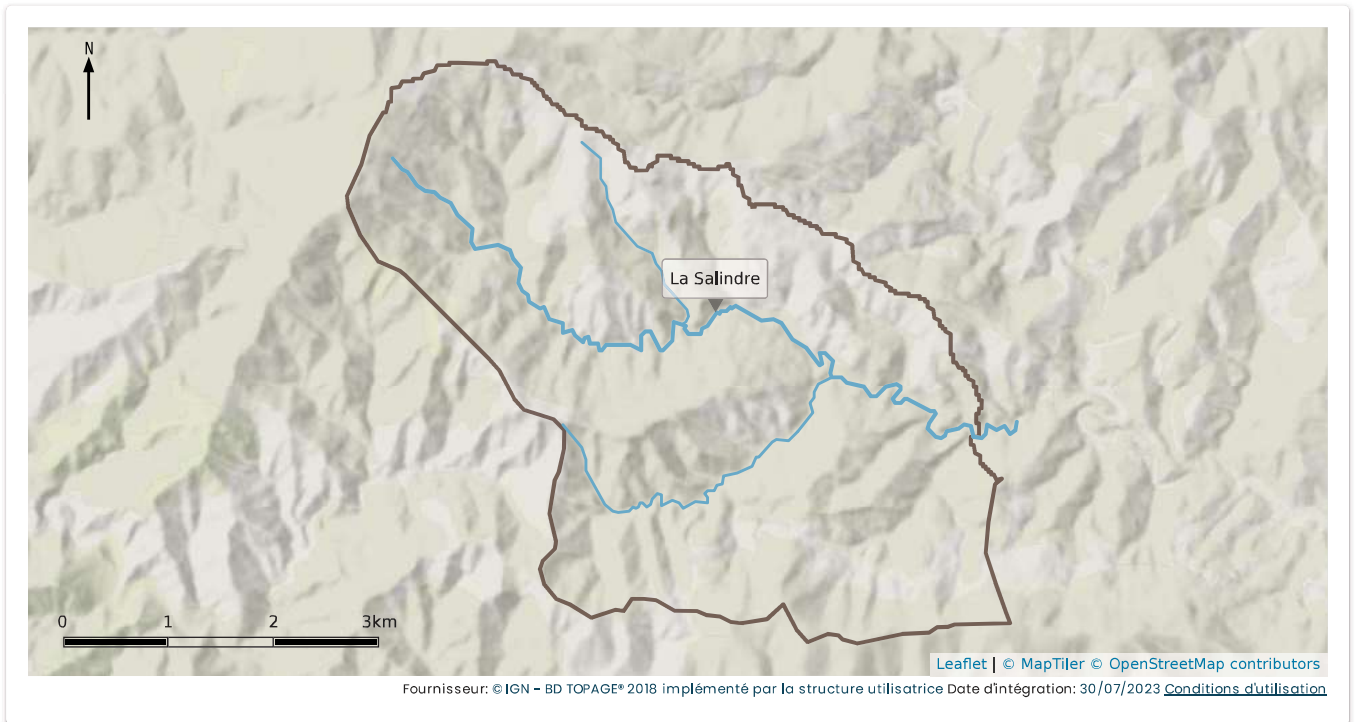 N
La Salindre
0 1 2 3km
Leaflet | © MapTiler © OpenStreetMap contributors
Fournisseur: © IGN - BD TOPAGE® 2018 implémenté par la structure utilisatrice Date d'intégration: 30/07/2023 Conditions d'utilisation